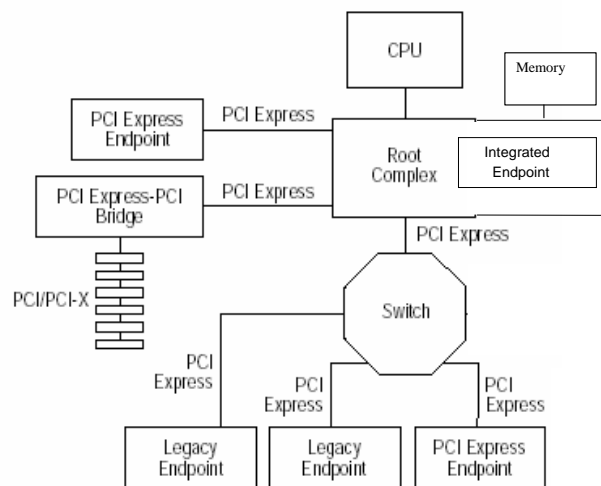 CPU
Memory
PCI Express
Endpoint
PCI Express
Root
Complex
Integrated
Endpoint
PCI Express-PCI
Bridge
PCI Express
PCI Express
PCI/PCI-X
Switch
PCI
Express
PCI
Express
PCI
Express
Legacy
Endpoint
Legacy
Endpoint
PCI Express
Endpoint